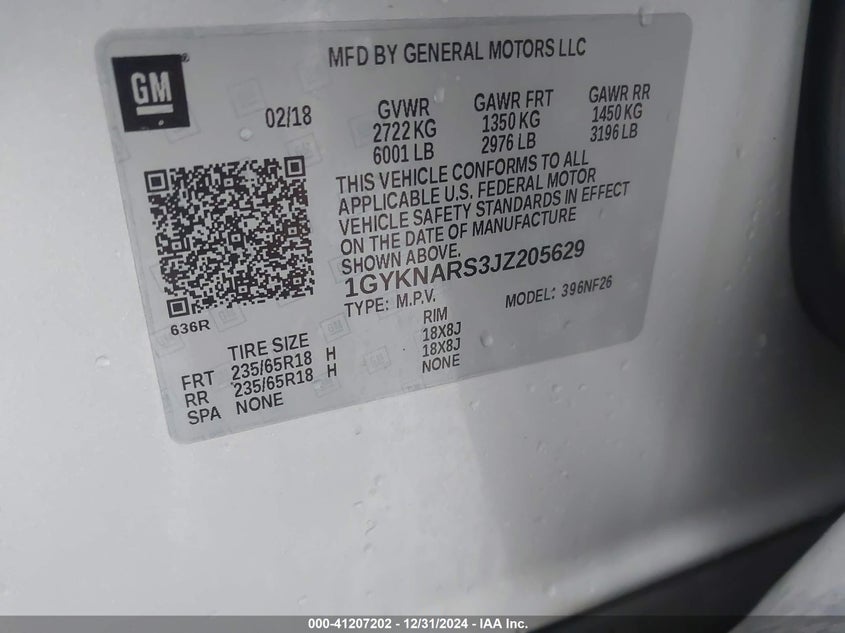 GM
MFD BY GENERAL MOTORS LLC
02/18
GVWR
2722 KG
6001 LB
GAWR FRT
1350 KG
2976 LB
GAWR RR
1450 KG
3196 LB
THIS VEHICLE CONFORMS TO ALL
APPLICABLE U.S. FEDERAL MOTOR
VEHICLE SAFETY STANDARDS IN EFFECT
ON THE DATE OF MANUFACTURE
SHOWN ABOVE.
1GYKNARS3JZ205629
TYPE: M.P.V. MODEL: 396NF26
636R
TIRE SIZE RIM
FRT 235/65R18 H 18X8J
RR 235/65R18 H 18X8J
SPA NONE NONE
000-41207202 - 12/31/2024 - IAA Inc.